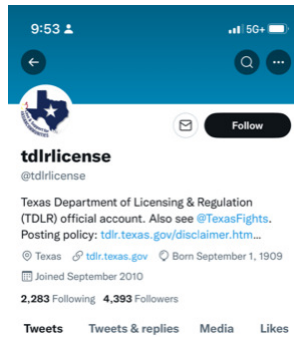 9:53
5G+
Follow
tdlrlicense
@tdlrlicense
Texas Department of Licensing & Regulation
(TDLR) official account. Also see @TexasFights.
Posting policy: tdlr.texas.gov/disclaimer.htm...
Texas tdlr.texas.gov Born September 1, 1909
Joined September 2010
2,283 Following 4,393 Followers
Tweets Tweets & replies Media Likes